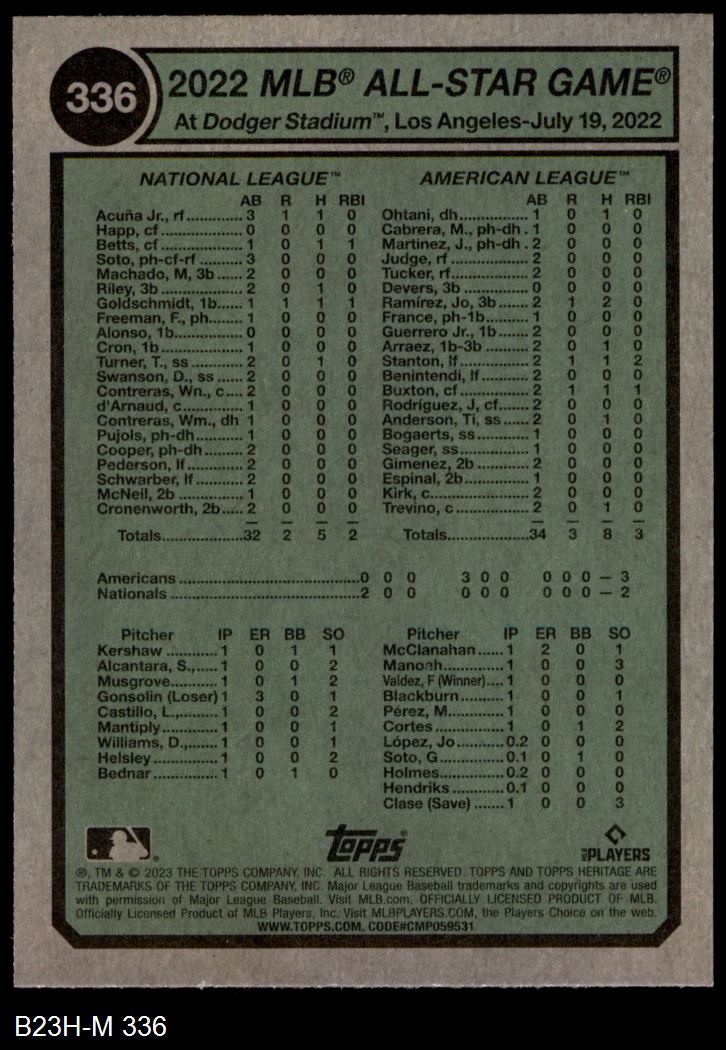 336
2022 MLB® ALL-STAR GAME®
At Dodger Stadium™, Los Angeles-July 19, 2022
NATIONAL LEAGUE™
AB R H RBI
Acuña Jr., rf............. 3 1 1 0
Happ, cf ................... 0 0 0 0
Betts, cf ................... 1 0 1 1
Soto, ph-cf-rf ........... 3 0 0 0
Machado, M, 3b ...... 2 0 0 0
Riley, 3b ................... 2 0 1 0
Goldschmidt, 1b...... 1 1 1 1
Freeman, F., ph........ 1 0 0 0
Alonso, 1b................ 0 0 0 0
Cron, 1b ................... 1 0 0 0
Turner, T., ss ............ 2 0 1 0
Swanson, D., ss ...... 2 0 0 0
Contreras, Wn., c.... 2 0 0 0
d'Arnaud, c............... 1 0 0 0
Contreras, Wm., dh 1 0 0 0
Pujols, ph-dh............ 1 0 0 0
Cooper, ph-dh.......... 2 0 0 0
Pederson, lf.............. 2 0 0 0
Schwarber, lf............ 2 0 0 0
McNeil, 2b ............... 1 0 0 0
Cronenworth, 2b..... 2 0 0 0
Totals.....................32 2 5 2
AMERICAN LEAGUE™
AB R H RBI
Ohtani, dh................ 1 0 1 0
Cabrera, M., ph-dh . 1 0 0 0
Martinez, J., ph-dh . 2 0 0 0
Judge, rf .................. 2 0 0 0
Tucker, rf.................. 2 0 0 0
Devers, 3b ............... 0 0 0 0
Ramírez, Jo, 3b ....... 2 1 2 0
France, ph-1b.......... 1 0 0 0
Guerrero Jr., 1b ....... 2 0 0 0
Arraez, 1b-3b .......... 2 0 1 0
Stanton, lf................ 2 1 1 2
Benintendi, lf........... 2 0 0 0
Buxton, cf ................ 2 1 1 1
Rodríguez, J, cf....... 2 0 0 0
Anderson, Ti, ss ...... 2 0 1 0
Bogaerts, ss............ 1 0 0 0
Seager, ss................ 1 0 0 0
Gimenez, 2b ............ 2 0 0 0
Espinal, 2b............... 1 0 0 0
Kirk, c....................... 2 0 0 0
Trevino, c ................. 2 0 1 0
Totals.....................34 3 8 3
Americans ...............................0 0 0 3 0 0 0 0 0 – 3
Nationals .................................2 0 0 0 0 0 0 0 0 – 2
Pitcher IP ER BB SO
Kershaw ............ 1 0 1 1
Alcantara, S.,...... 1 0 0 2
Musgrove........... 1 0 1 2
Gonsolin (Loser) 1 3 0 1
Castillo, L.,......... 1 0 0 2
Mantiply............. 1 0 0 1
Williams, D.,....... 1 0 0 1
Helsley ............... 1 0 0 2
Bednar ............... 1 0 1 0
Pitcher IP ER BB SO
McClanahan...... 1 2 0 1
Manoah.............. 1 0 0 3
Valdez, F (Winner).... 1 0 0 0
Blackburn........... 1 0 0 1
Pérez, M............. 1 0 0 0
Cortes ................ 1 0 1 2
López, Jo........... 0.2 0 0 0
Soto, G.............. 0.1 0 1 0
Holmes.............. 0.2 0 0 0
Hendriks ........... 0.1 0 0 0
Clase (Save) ....... 1 0 0 3
topps®
MLB PLAYERS
®, TM & © 2023 THE TOPPS COMPANY, INC. ALL RIGHTS RESERVED. TOPPS AND TOPPS HERITAGE ARE
TRADEMARKS OF THE TOPPS COMPANY, INC. Major League Baseball trademarks and copyrights are used
with permission of Major League Baseball. Visit MLB.com. OFFICIALLY LICENSED PRODUCT OF MLB.
Officially Licensed Product of MLB Players, Inc. Visit MLBPLAYERS.COM, the Players Choice on the web.
WWW.TOPPS.COM. CODE#CMP059531
B23H-M 336